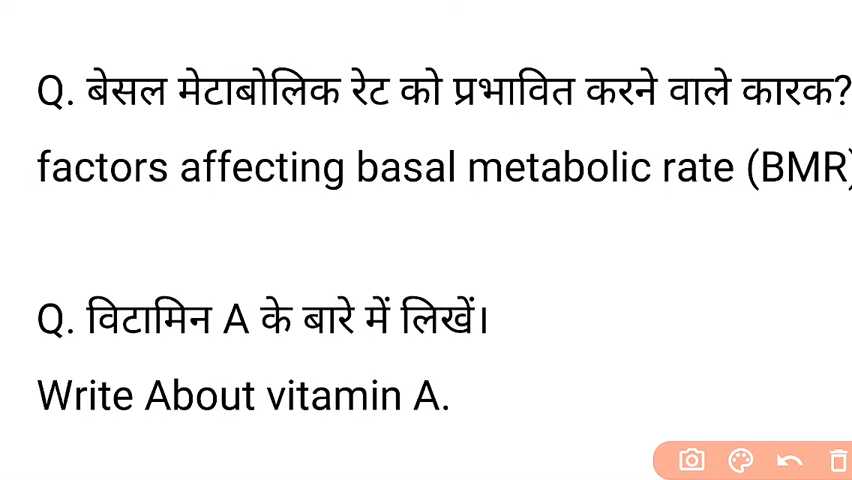 Q. बेसल मेटाबोलिक रेट को प्रभावित करने वाले कारक?
factors affecting basal metabolic rate (BMR)
Q. विटामिन A के बारे में लिखें।
Write About vitamin A.